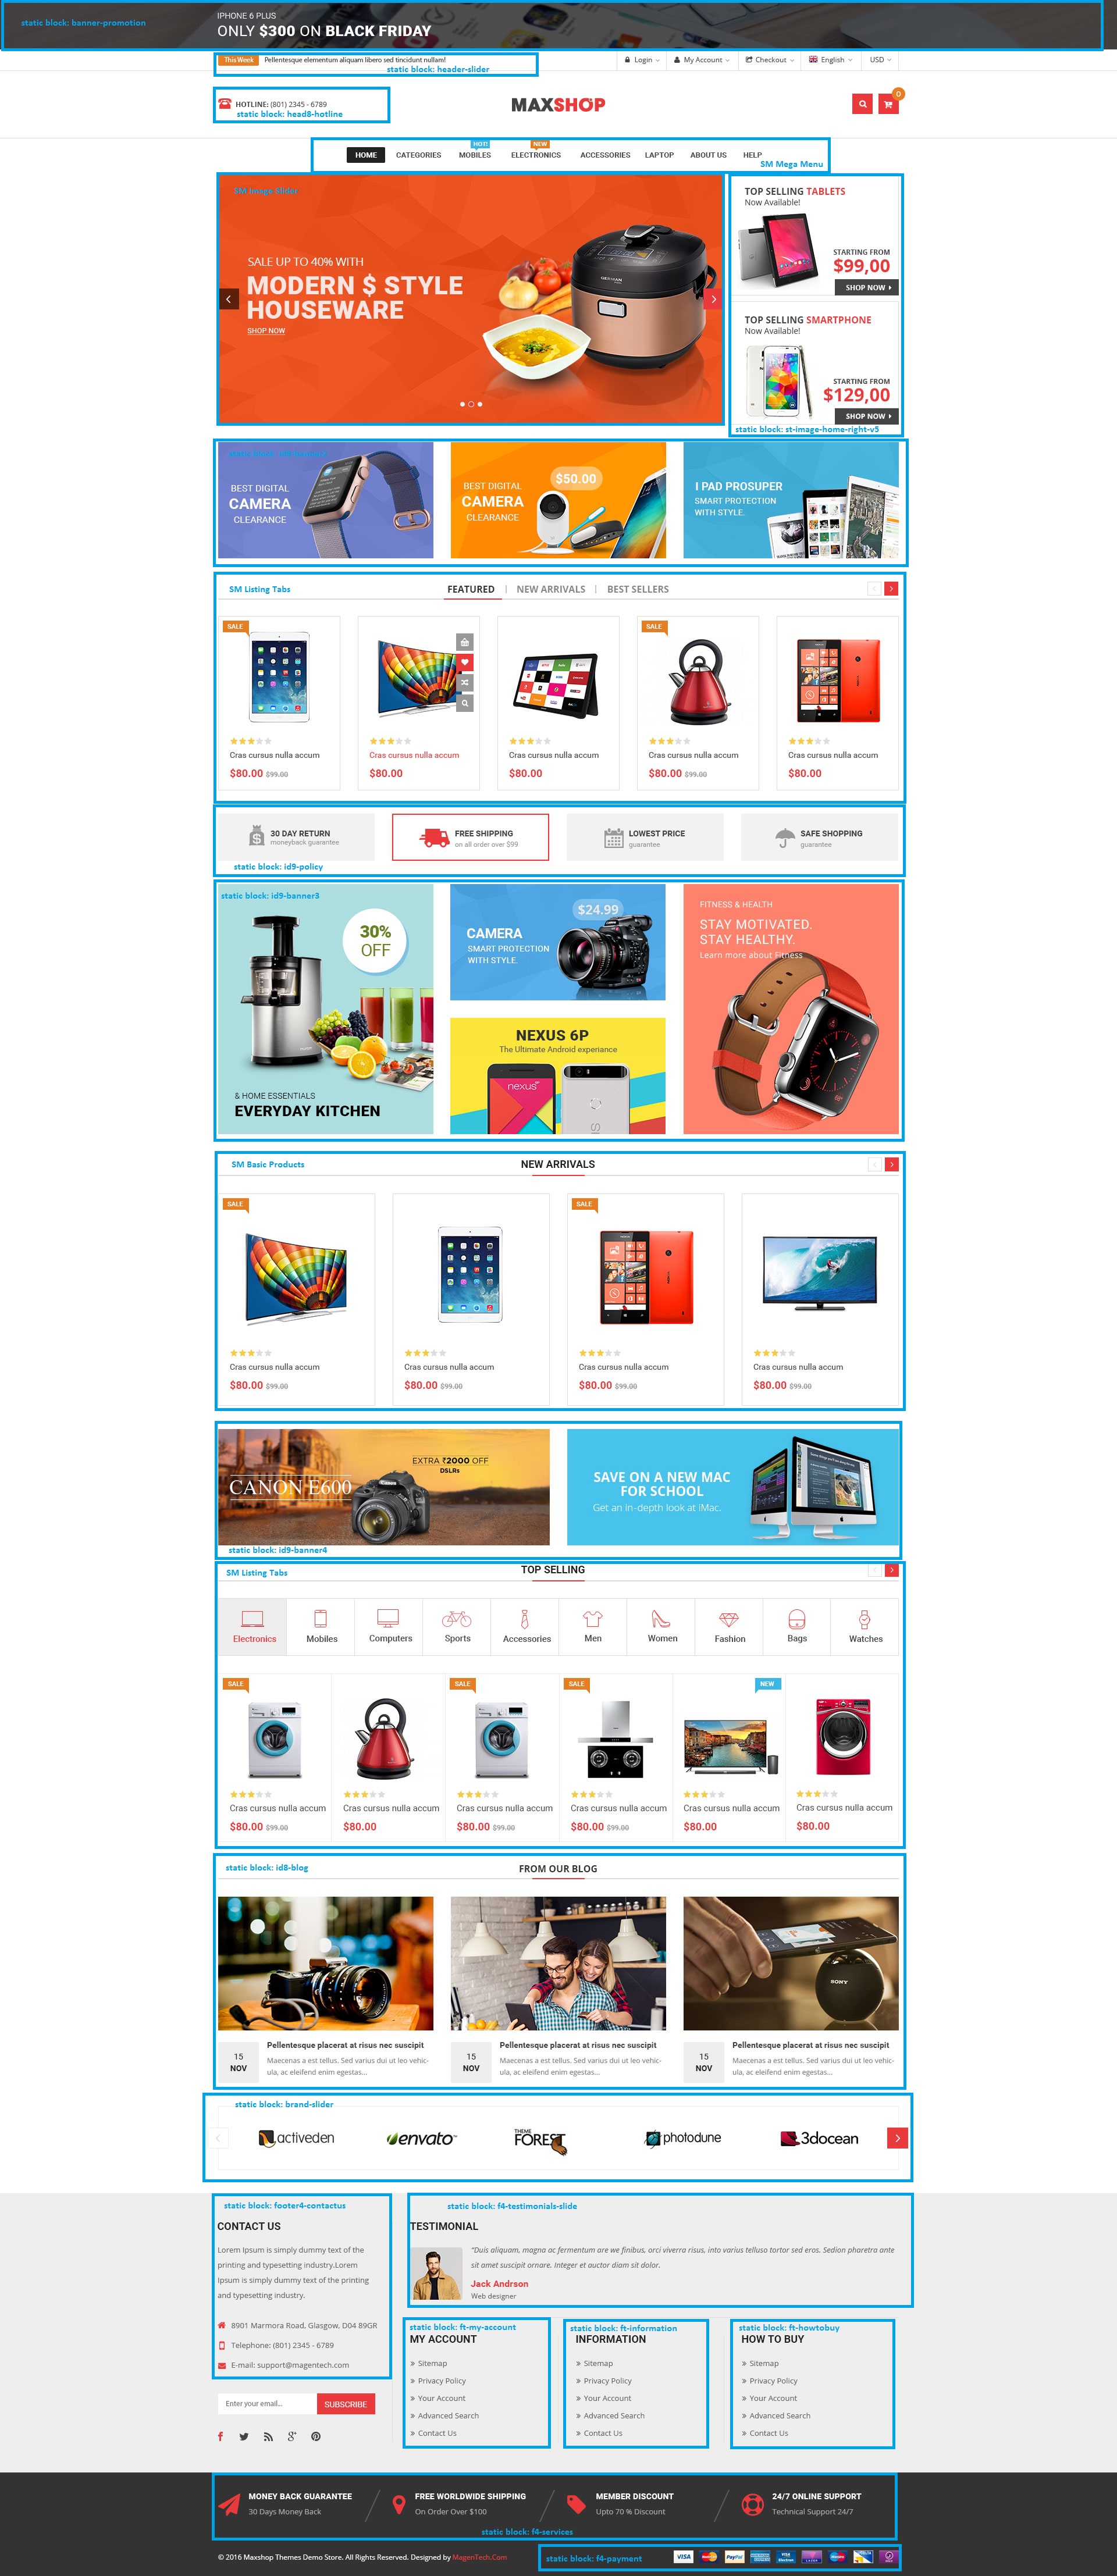 static block: banner-promotion
IPHONE 6 PLUS
ONLY $300 ON BLACK FRIDAY
This Week Pellentesque elementum aliquam libero sed tincidunt nullam!
static block: header-slider
Login My Account Checkout English USD
HOTLINE: (801) 2345 - 6789
static block: head8-hotline
MAXSHOP
0
HOT! NEW
HOME CATEGORIES MOBILES ELECTRONICS ACCESSORIES LAPTOP ABOUT US HELP
SM Mega Menu
SM Image Slider
SALE UP TO 40% WITH
MODERN $ STYLE
HOUSEWARE
SHOP NOW
GERMAN
TOP SELLING TABLETS
Now Available!
STARTING FROM
$99,00
SHOP NOW
TOP SELLING SMARTPHONE
Now Available!
STARTING FROM
$129,00
SHOP NOW
static block: st-image-home-right-v5
BEST DIGITAL
CAMERA
CLEARANCE
$50.00
BEST DIGITAL
CAMERA
CLEARANCE
I PAD PROSUPER
SMART PROTECTION
WITH STYLE.
SM Listing Tabs
FEATURED | NEW ARRIVALS | BEST SELLERS
SALE SALE
Cras cursus nulla accum Cras cursus nulla accum Cras cursus nulla accum Cras cursus nulla accum Cras cursus nulla accum
$80.00 $99.00 $80.00 $80.00 $80.00 $99.00 $80.00
30 DAY RETURN
moneyback guarantee
FREE SHIPPING
on all order over $99
LOWEST PRICE
guarantee
SAFE SHOPPING
guarantee
static block: id9-policy
static block: id9-banner3
30%
OFF
& HOME ESSENTIALS
EVERYDAY KITCHEN
$24.99
CAMERA
SMART PROTECTION
WITH STYLE.
NEXUS 6P
The Ultimate Android experiance
nexus
FITNESS & HEALTH
STAY MOTIVATED.
STAY HEALTHY.
Learn more about Fitness
SM Basic Products
NEW ARRIVALS
SALE SALE
Cras cursus nulla accum Cras cursus nulla accum Cras cursus nulla accum Cras cursus nulla accum
$80.00 $99.00 $80.00 $99.00 $80.00 $99.00 $80.00 $99.00
CANON E600
EXTRA ₹2000 OFF
DSLRs
SAVE ON A NEW MAC
FOR SCHOOL
Get an in-depth look at iMac.
static block: id9-banner4
SM Listing Tabs
TOP SELLING
Electronics Mobiles Computers Sports Accessories Men Women Fashion Bags Watches
SALE SALE SALE NEW
Cras cursus nulla accum Cras cursus nulla accum Cras cursus nulla accum Cras cursus nulla accum Cras cursus nulla accum Cras cursus nulla accum
$80.00 $99.00 $80.00 $80.00 $99.00 $80.00 $99.00 $80.00 $80.00
static block: id8-blog
FROM OUR BLOG
SONY
15
NOV
Pellentesque placerat at risus nec suscipit
Maecenas a est tellus. Sed varius dui ut leo vehic-
ula, ac eleifend enim egestas...
15
NOV
Pellentesque placerat at risus nec suscipit
Maecenas a est tellus. Sed varius dui ut leo vehic-
ula, ac eleifend enim egestas...
15
NOV
Pellentesque placerat at risus nec suscipit
Maecenas a est tellus. Sed varius dui ut leo vehic-
ula, ac eleifend enim egestas...
static block: brand-slider
activeden envato THEME FOREST photodune 3docean
static block: footer4-contactus
CONTACT US
Lorem Ipsum is simply dummy text of the
printing and typesetting industry.Lorem
Ipsum is simply dummy text of the printing
and typesetting industry.
8901 Marmora Road, Glasgow, D04 89GR
Telephone: (801) 2345 - 6789
E-mail: support@magentech.com
Enter your email... SUBSCRIBE
static block: f4-testimonials-slide
TESTIMONIAL
"Duis aliquam, magna ac fermentum are we finibus, orci viverra risus, into varius telluso tortor sed eros. Sedion pharetra ante
sit amet suscipit ornare. Integer et auctor diam sit dolor.
Jack Andrson
Web designer
static block: ft-my-account
MY ACCOUNT
Sitemap
Privacy Policy
Your Account
Advanced Search
Contact Us
static block: ft-information
INFORMATION
Sitemap
Privacy Policy
Your Account
Advanced Search
Contact Us
static block: ft-howtobuy
HOW TO BUY
Sitemap
Privacy Policy
Your Account
Advanced Search
Contact Us
MONEY BACK GUARANTEE
30 Days Money Back
FREE WORLDWIDE SHIPPING
On Order Over $100
MEMBER DISCOUNT
Upto 70 % Discount
24/7 ONLINE SUPPORT
Technical Support 24/7
static block: f4-services
© 2016 Maxshop Themes Demo Store. All Rights Reserved. Designed by MagenTech.Com
static block: f4-payment
VISA PayPal VISA